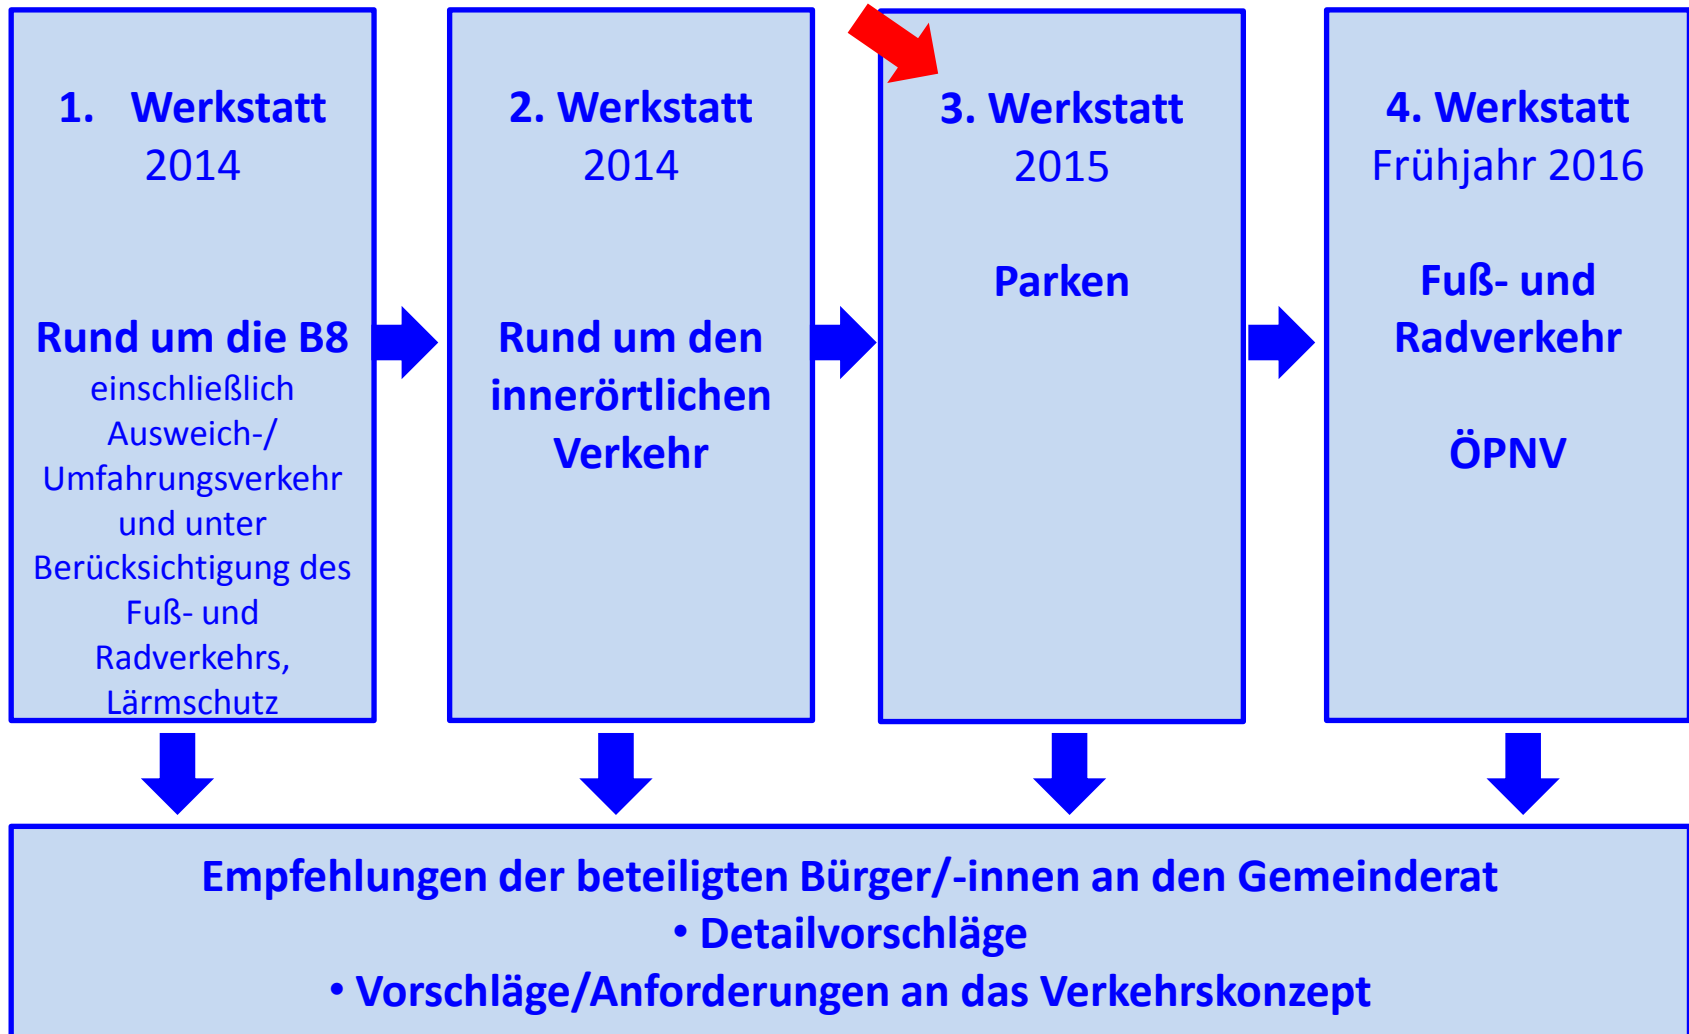 1. Werkstatt
2014
Rund um die B8
einschließlich
Ausweich-/
Umfahrungsverkehr
und unter
Berücksichtigung des
Fuß- und
Radverkehrs,
Lärmschutz
2. Werkstatt
2014
Rund um den
innerörtlichen
Verkehr
3. Werkstatt
2015
Parken
4. Werkstatt
Frühjahr 2016
Fuß- und
Radverkehr
ÖPNV
Empfehlungen der beteiligten Bürger/-innen an den Gemeinderat
• Detailvorschläge
• Vorschläge/Anforderungen an das Verkehrskonzept